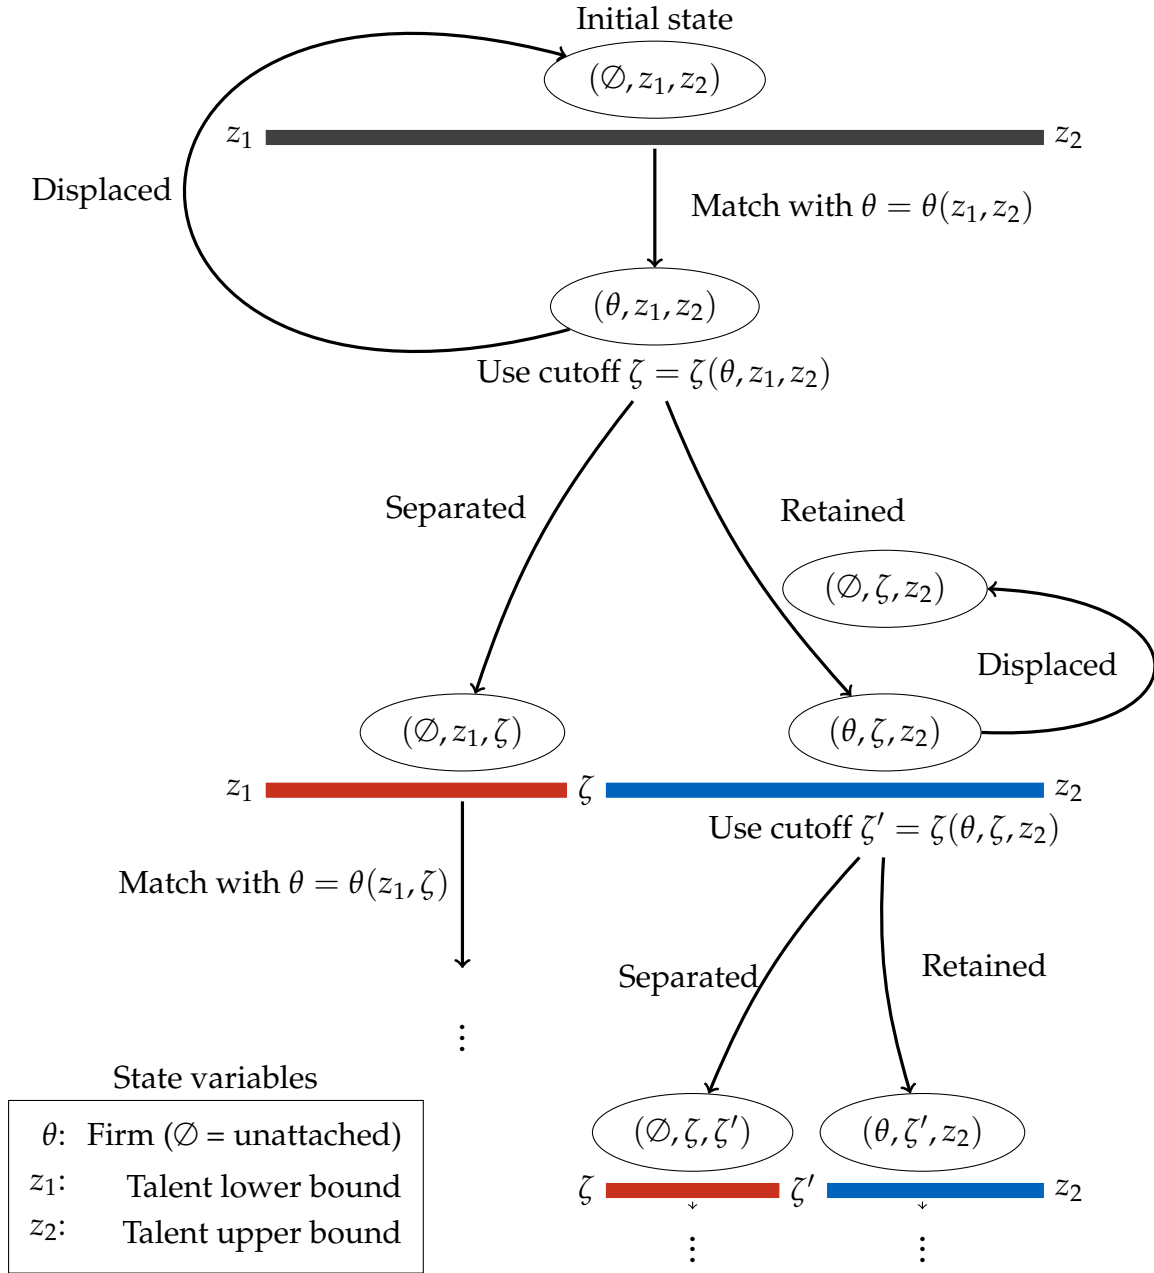 Initial state
(∅, z₁, z₂)
z₁
z₂
Displaced
Match with θ = θ(z₁, z₂)
(θ, z₁, z₂)
Use cutoff ζ = ζ(θ, z₁, z₂)
Separated
Retained
(∅, ζ, z₂)
Displaced
(∅, z₁, ζ)
(θ, ζ, z₂)
z₁
ζ
z₂
Use cutoff ζ′ = ζ(θ, ζ, z₂)
Match with θ = θ(z₁, ζ)
Separated
Retained
⋮
(∅, ζ, ζ′)
(θ, ζ′, z₂)
ζ
ζ′
z₂
⋮
⋮
State variables
θ: Firm (∅ = unattached)
z₁: Talent lower bound
z₂: Talent upper bound